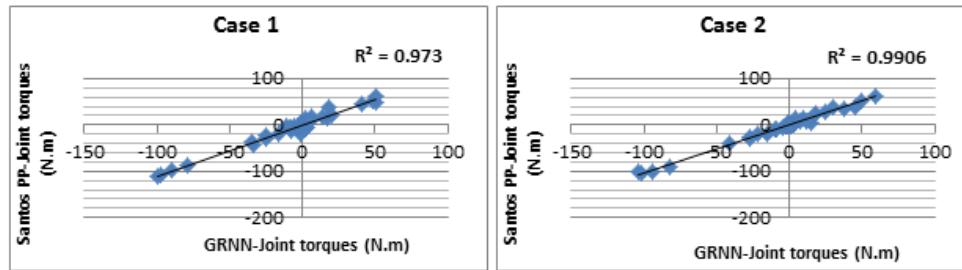 Case 1
R² = 0.973
Santos PP-Joint torques
(N.m)
100
0
-150 -100 -50 0 50 100
-100
-200
GRNN-Joint torques (N.m)
Case 2
R² = 0.9906
Santos PP-Joint torques
(N.m)
100
0
-150 -100 -50 0 50 100
-100
-200
GRNN-Joint torques (N.m)